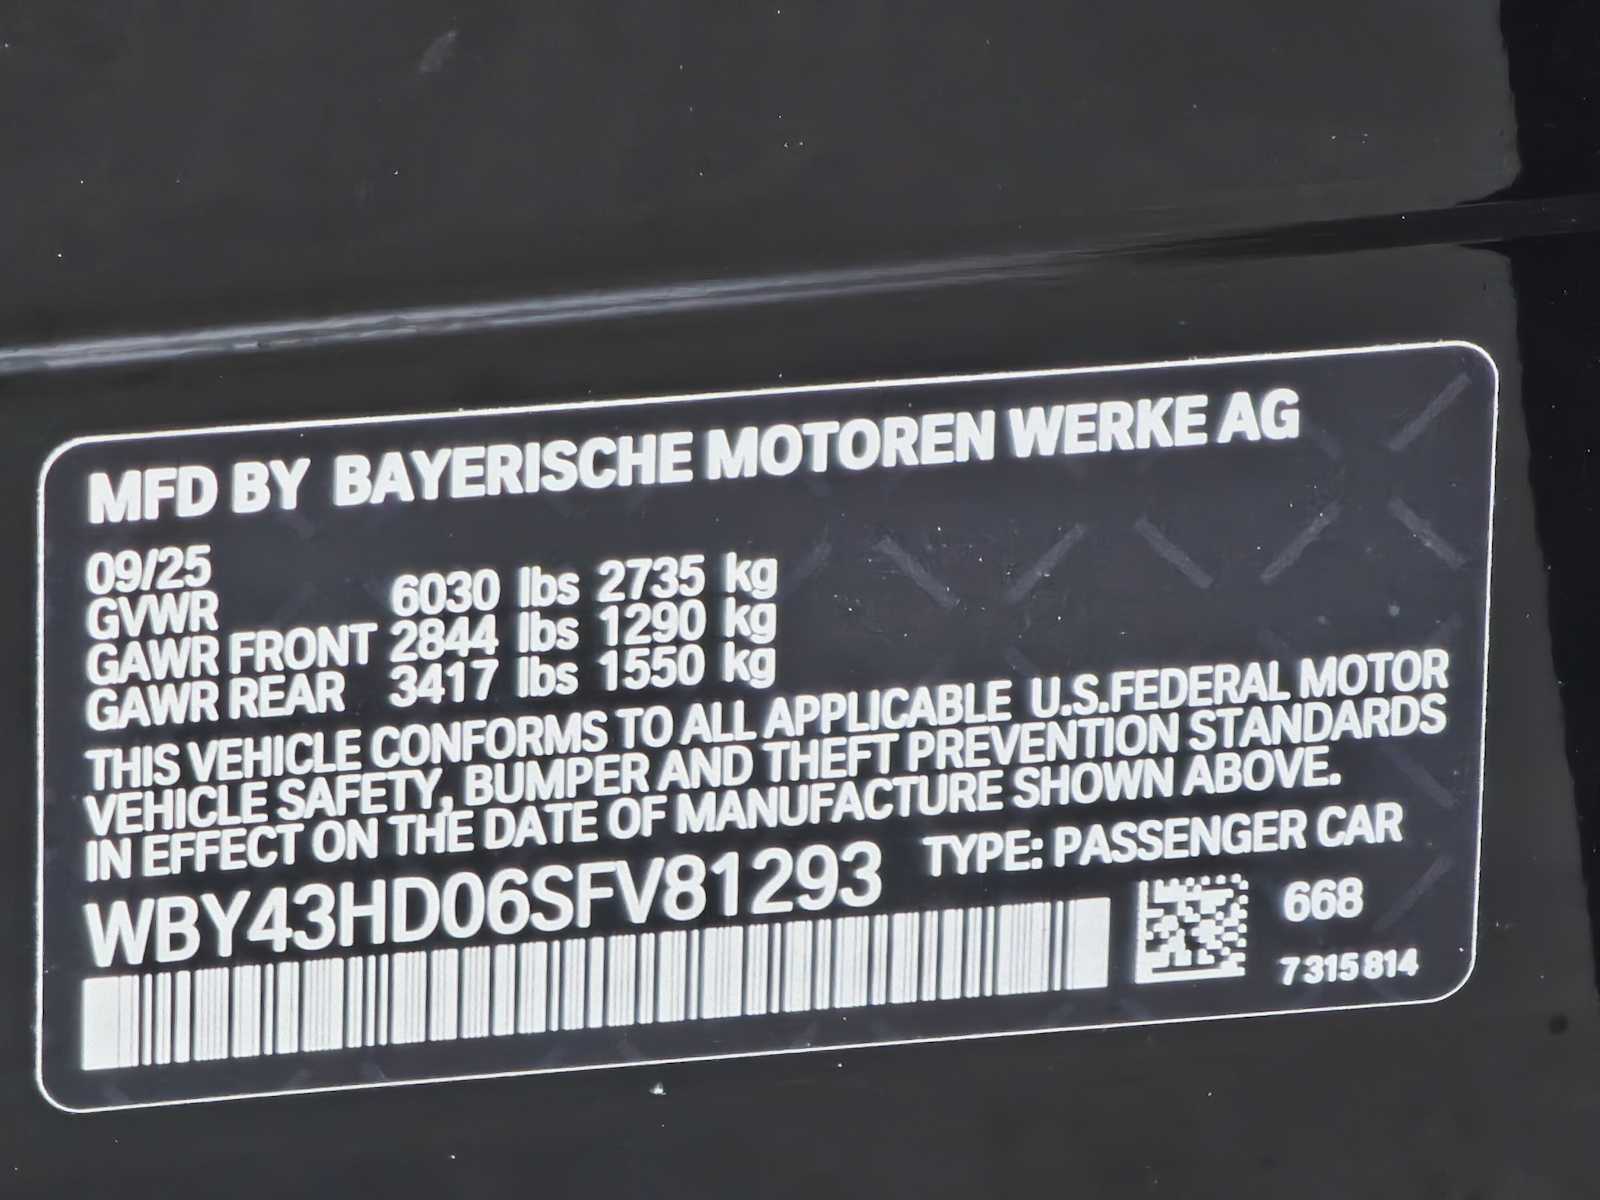 MFD BY BAYERISCHE MOTOREN WERKE AG
09/25
GVWR 6030 lbs 2735 kg
GAWR FRONT 2844 lbs 1290 kg
GAWR REAR 3417 lbs 1550 kg
THIS VEHICLE CONFORMS TO ALL APPLICABLE U.S.FEDERAL MOTOR
VEHICLE SAFETY, BUMPER AND THEFT PREVENTION STANDARDS
IN EFFECT ON THE DATE OF MANUFACTURE SHOWN ABOVE.
WBY43HD06SFV81293 TYPE: PASSENGER CAR
668
7 315 814